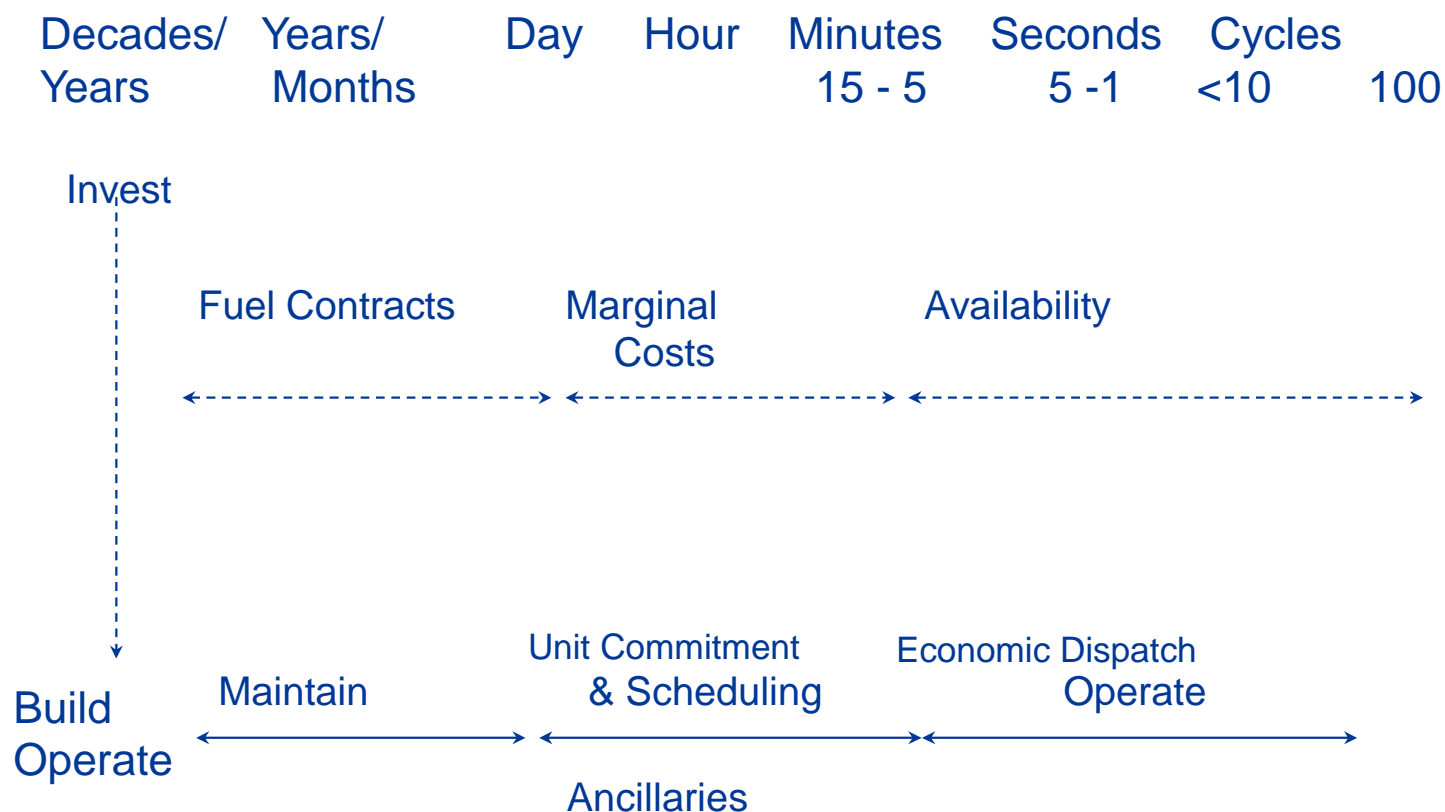 Decades/ Years/ Day Hour Minutes Seconds Cycles
Years Months 15 - 5 5 -1 <10 100
Invest
Fuel Contracts Marginal Availability
Costs
Unit Commitment Economic Dispatch
Maintain & Scheduling Operate
Build
Operate
Ancillaries